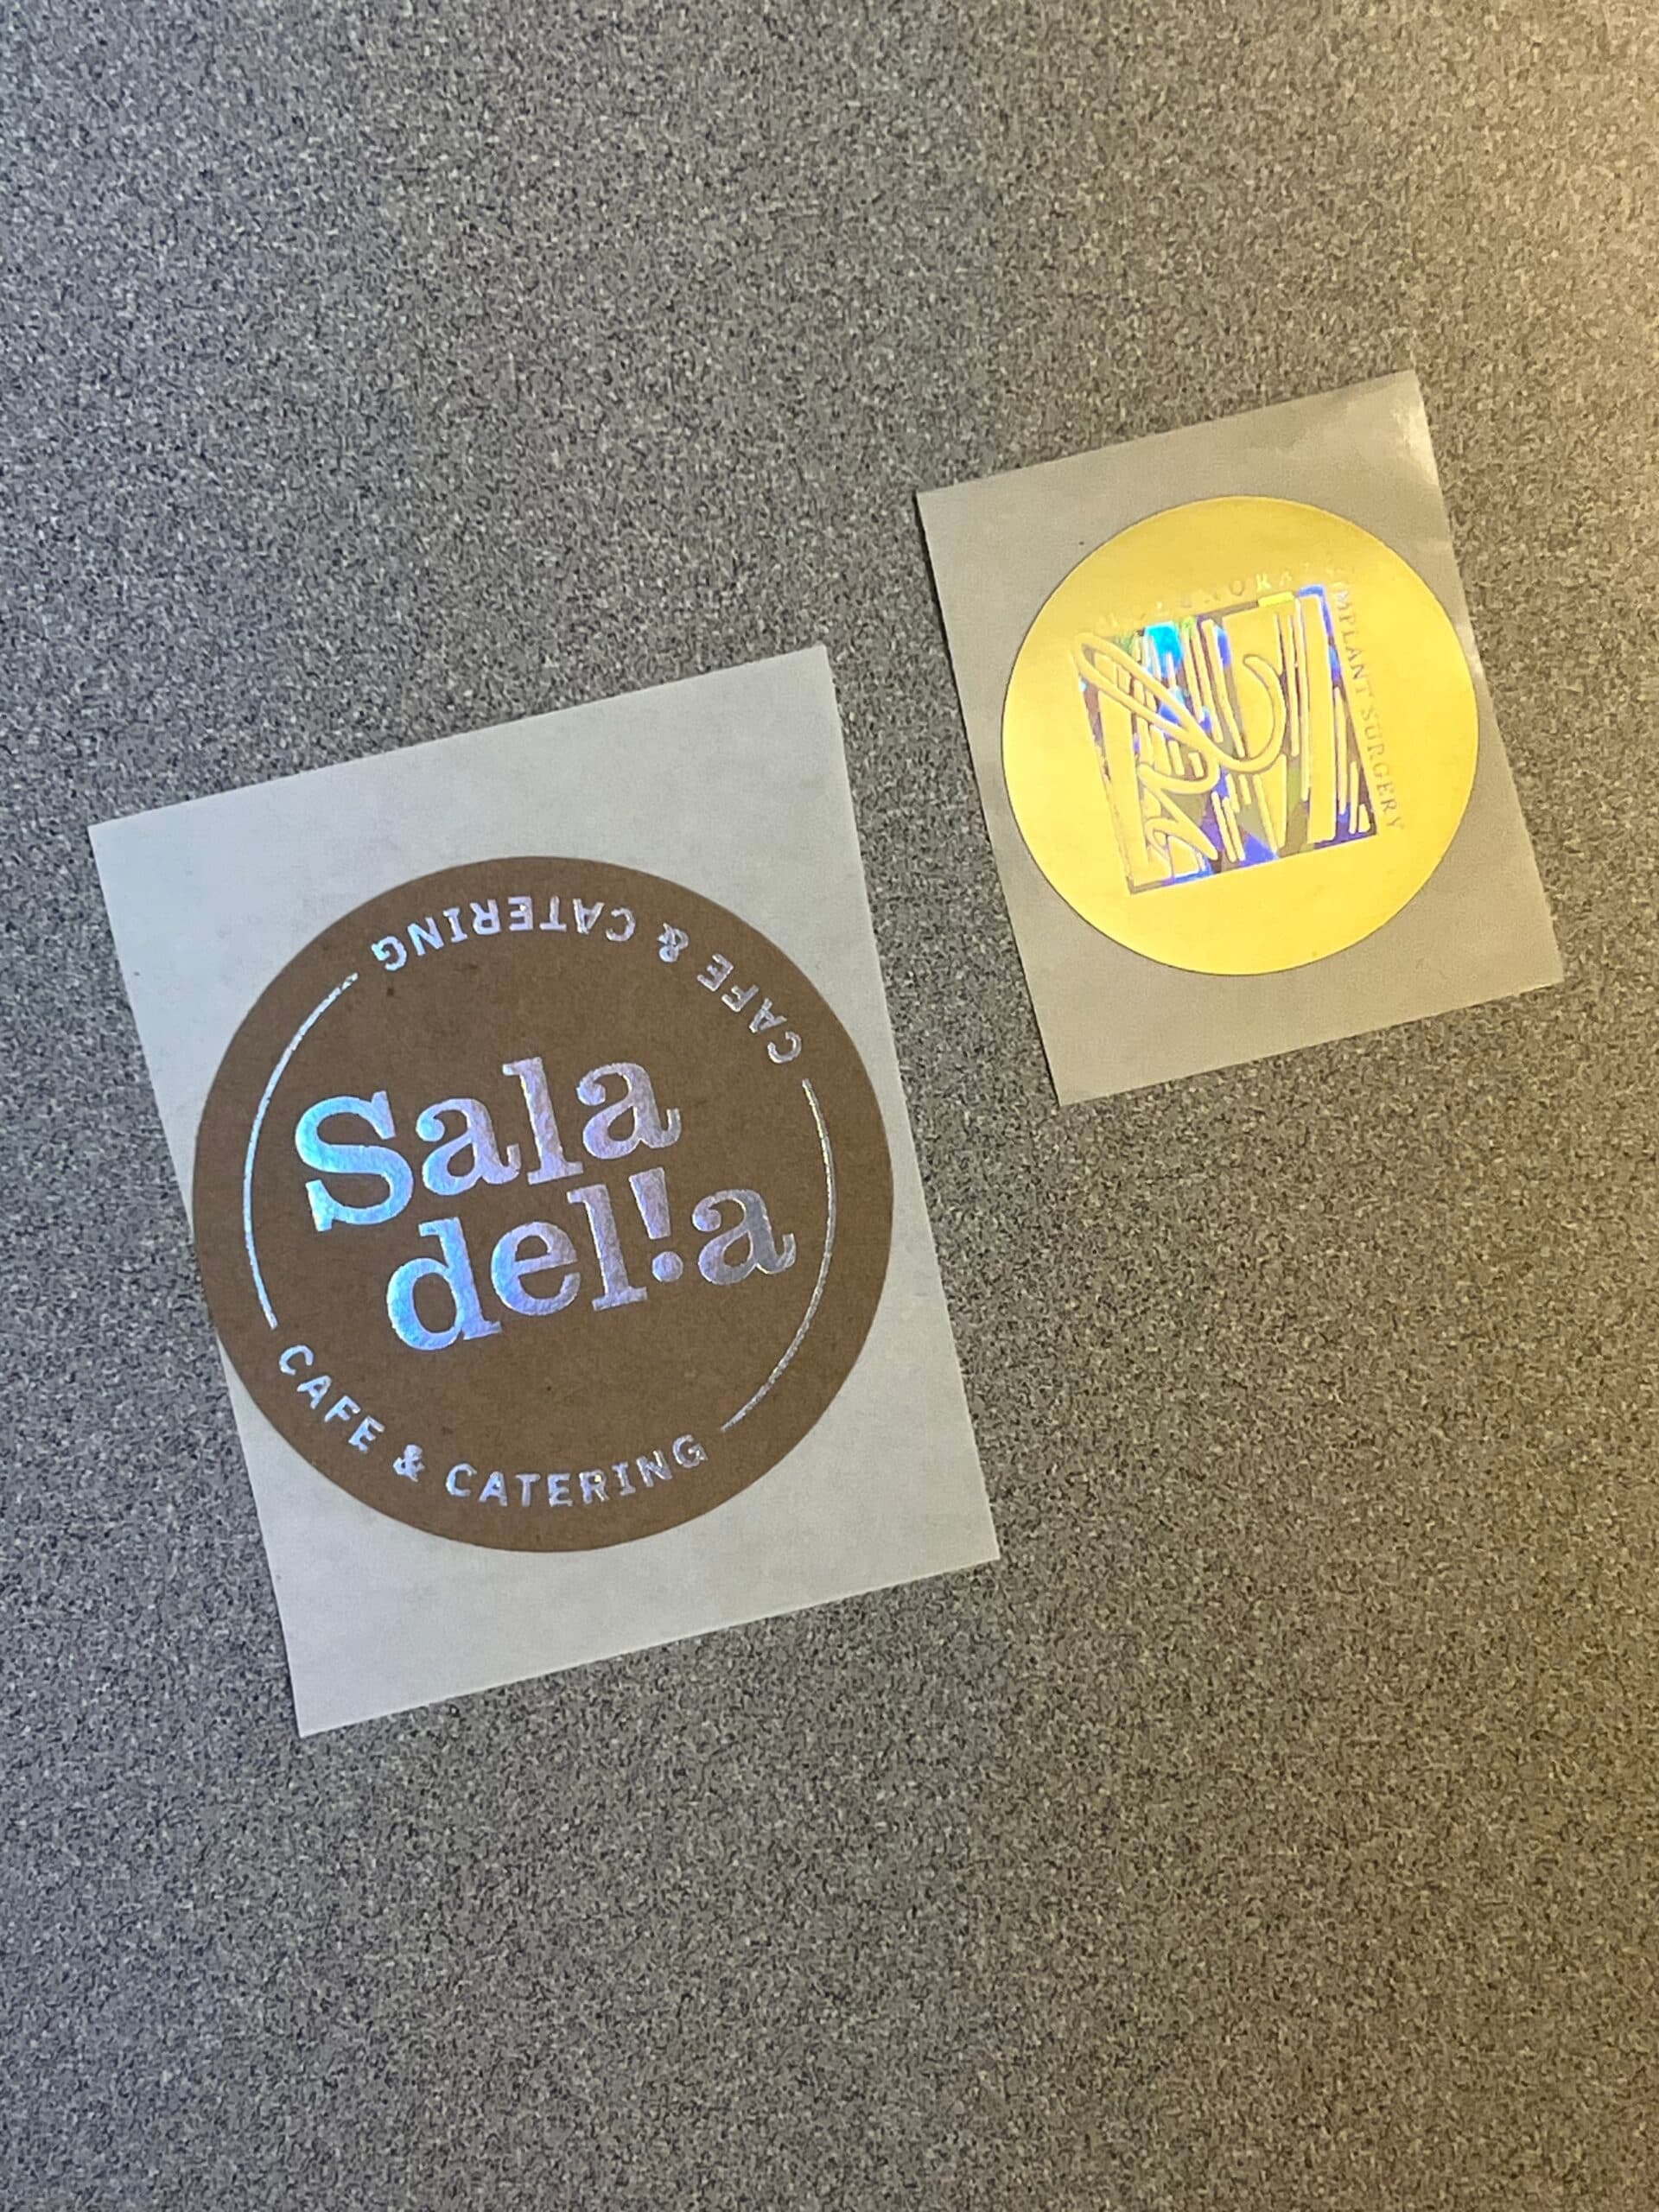 CAFE & CATERING
Sala
del!a
CAFE & CATERING
IMPLANT SURGERY